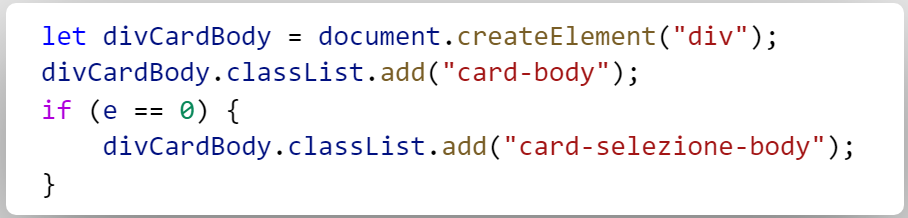 let divCardBody = document.createElement("div");
divCardBody.classList.add("card-body");
if (e == 0) {
    divCardBody.classList.add("card-selezione-body");
}